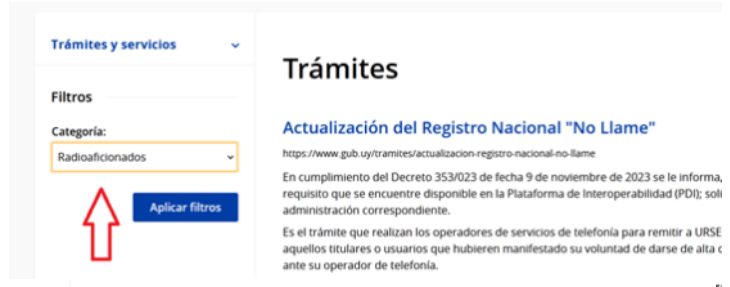 Trámites y servicios
Filtros
Categoría:
Radioaficionados
Aplicar filtros
Trámites
Actualización del Registro Nacional "No Llame"
https://www.gub.uy/tramites/actualizacion-registro-nacional-no-llame
En cumplimiento del Decreto 353/023 de fecha 9 de noviembre de 2023 se le informa,
requisito que se encuentre disponible en la Plataforma de Interoperabilidad (PDI); soli
administración correspondiente.
Es el trámite que realizan los operadores de servicios de telefonía para remitir a URSE
aquellos titulares o usuarios que hubieren manifestado su voluntad de darse de alta
ante su operador de telefonía.